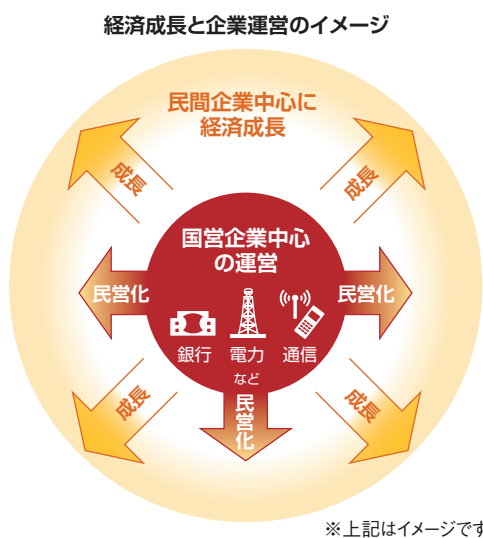 経済成長と企業運営のイメージ
民間企業中心に
経済成長
成長
成長
国営企業中心
の運営
民営化
民営化
銀行
電力
通信
など
民営化
成長
成長
※上記はイメージです